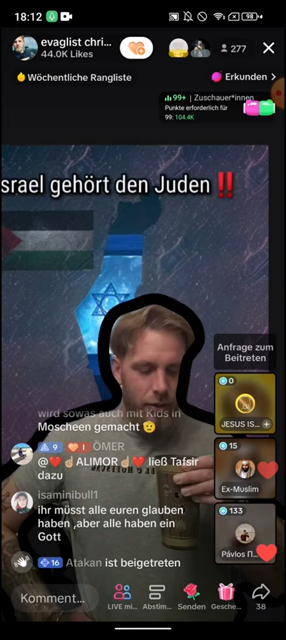 18:12
98
evaglist chri...
44.0K Likes
277
Wöchentliche Rangliste
Erkunden >
99+ | Zuschauer*innen
Punkte erforderlich für
99: 104.4K
srael gehört den Juden ‼️
Anfrage zum
Beitreten
0
JESUS IS...
15
Ex-Muslim
133
Pávlos П...
wird sowas auch mit Kids in
Moscheen gemacht 🫡
9 1 ÖMER
@❤️☝️ALIMOR☝️❤️ ließ Tafsir
dazu
isaminibull1
ihr müsst alle euren glauben
haben ,aber alle haben ein
Gott
16 Atakan ist beigetreten
Komment...
LIVE mi...
Abstim...
Senden
Gesche...
38